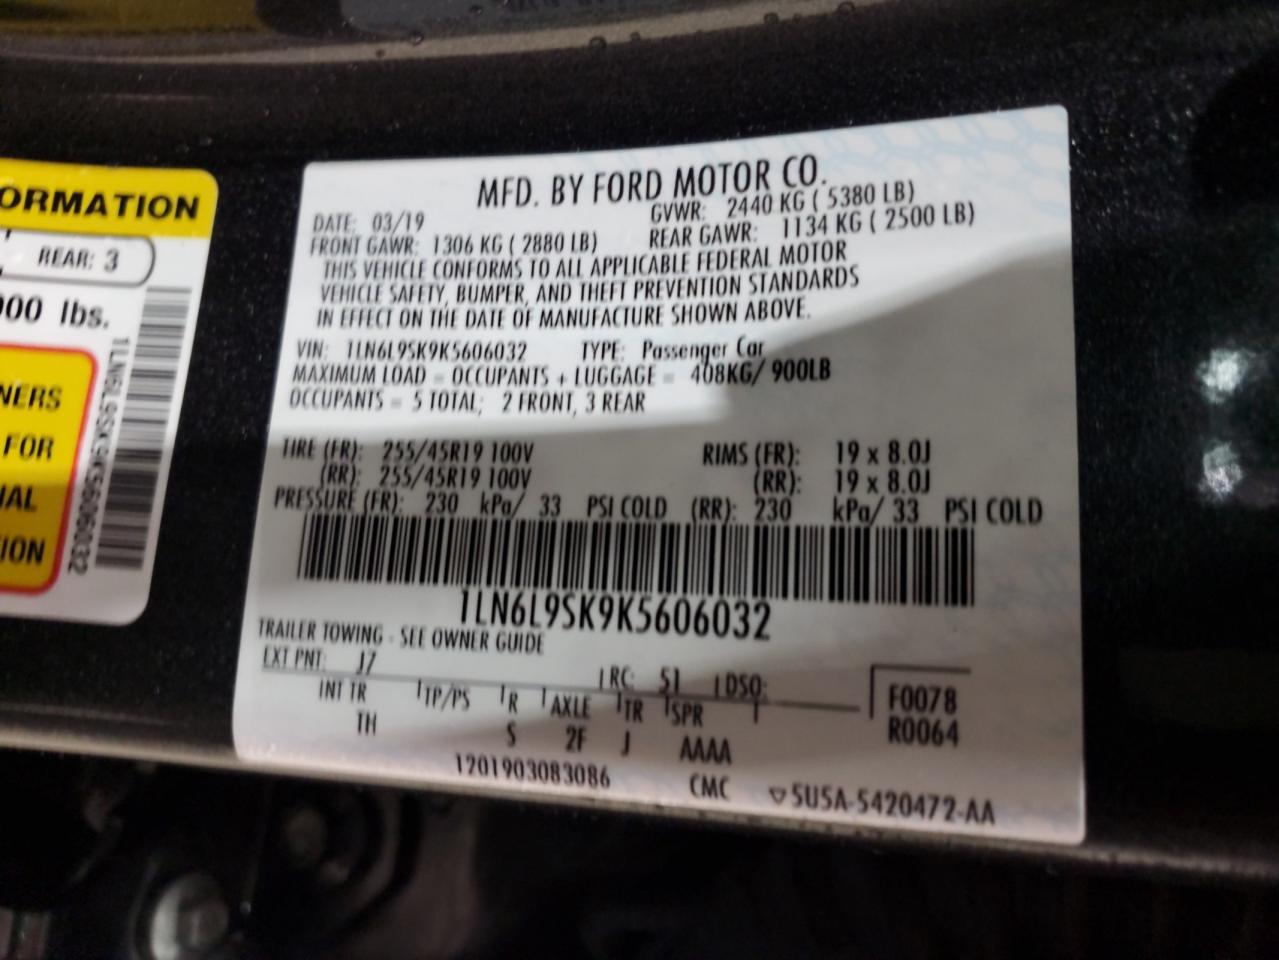 ORMATION
REAR: 3
000 lbs.
NERS
FOR
IAL
ION
1LN6L9SK9K5606032
MFD. BY FORD MOTOR CO.
DATE: 03/19 GVWR: 2440 KG ( 5380 LB)
FRONT GAWR: 1306 KG ( 2880 LB) REAR GAWR: 1134 KG ( 2500 LB)
THIS VEHICLE CONFORMS TO ALL APPLICABLE FEDERAL MOTOR
VEHICLE SAFETY, BUMPER, AND THEFT PREVENTION STANDARDS
IN EFFECT ON THE DATE OF MANUFACTURE SHOWN ABOVE.
VIN: 1LN6L9SK9K5606032 TYPE: Passenger Car
MAXIMUM LOAD = OCCUPANTS + LUGGAGE = 408KG/ 900LB
OCCUPANTS = 5 TOTAL; 2 FRONT, 3 REAR
TIRE (FR): 255/45R19 100V RIMS (FR): 19 x 8.0J
(RR): 255/45R19 100V (RR): 19 x 8.0J
PRESSURE (FR): 230 kPa/ 33 PSI COLD (RR): 230 kPa/ 33 PSI COLD
1LN6L9SK9K5606032
TRAILER TOWING - SEE OWNER GUIDE
EXT PNT: J7 RC: 51 DSO:
INT TR TP/PS R AXLE TR SPR
TH S 2F J AAAA
F0078
R0064
1201903083086 CMC ▽5U5A-5420472-AA